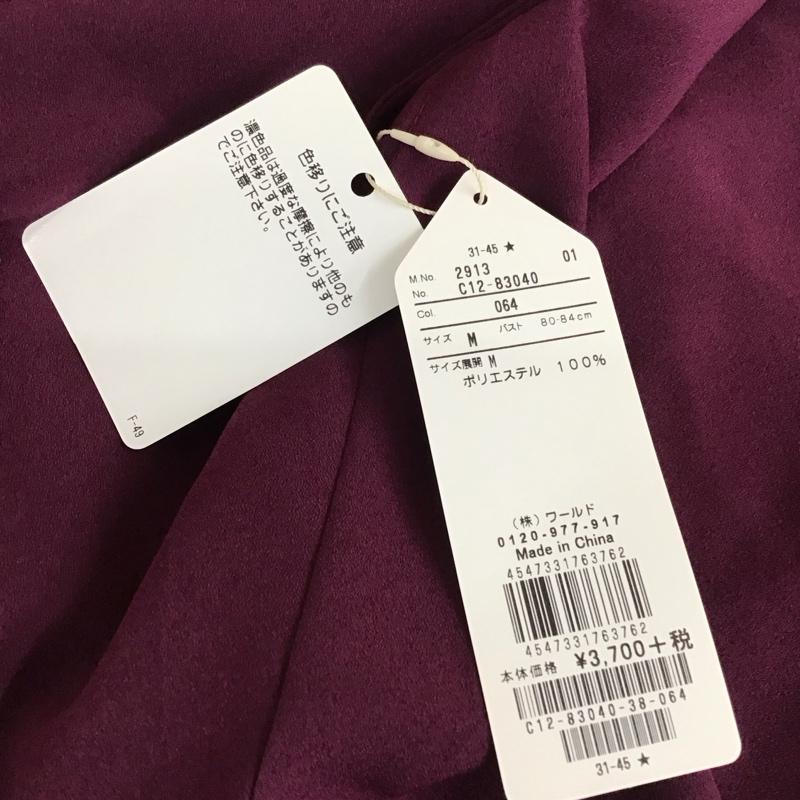 色移りにご注意
濃色品は過度な摩擦により他のも
のに色移りすることがありますの
でご注意下さい。
F-49
31-45 ★
01
M.No. 2913
No. C12-83040
Col. 064
サイズ M バスト 80-84cm
サイズ展開 M
ポリエステル 100%
(株)ワールド
0120-977-917
Made in China
4547331763762
4547331763762
本体価格 ¥3,700+税
C12-83040-38-064
31-45 ★